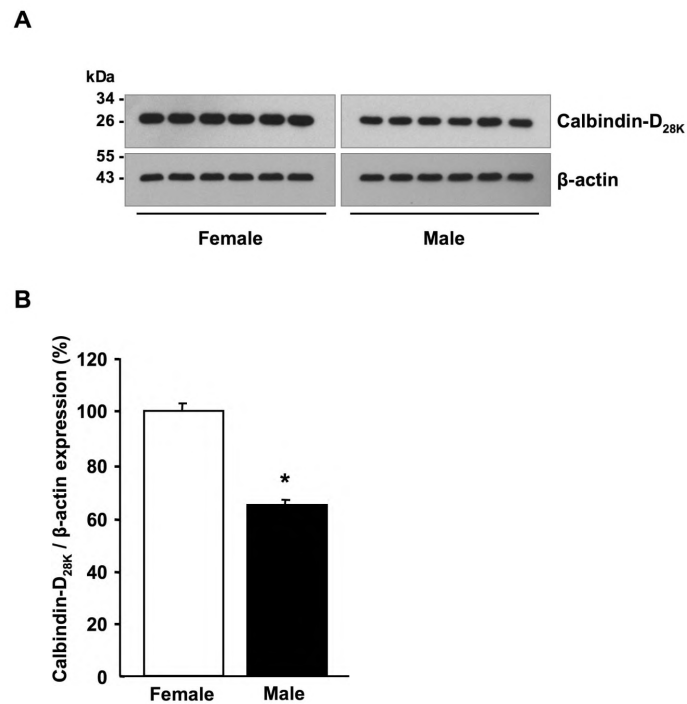 A
kDa
34
26
Calbindin-D28K
55
43
β-actin
Female
Male
B
Calbindin-D28K / β-actin expression (%)
120
100
80
60
40
20
0
*
Female
Male